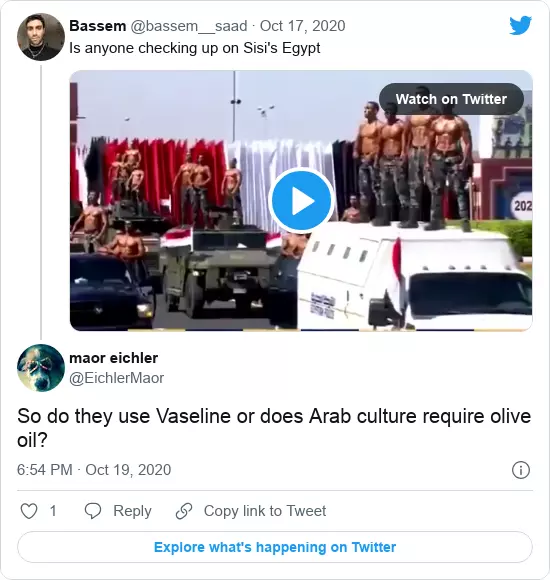 Bassem @bassem__saad · Oct 17, 2020
Is anyone checking up on Sisi's Egypt
Watch on Twitter
202
maor eichler
@EichlerMaor
So do they use Vaseline or does Arab culture require olive
oil?
6:54 PM · Oct 19, 2020
1 Reply Copy link to Tweet
Explore what's happening on Twitter